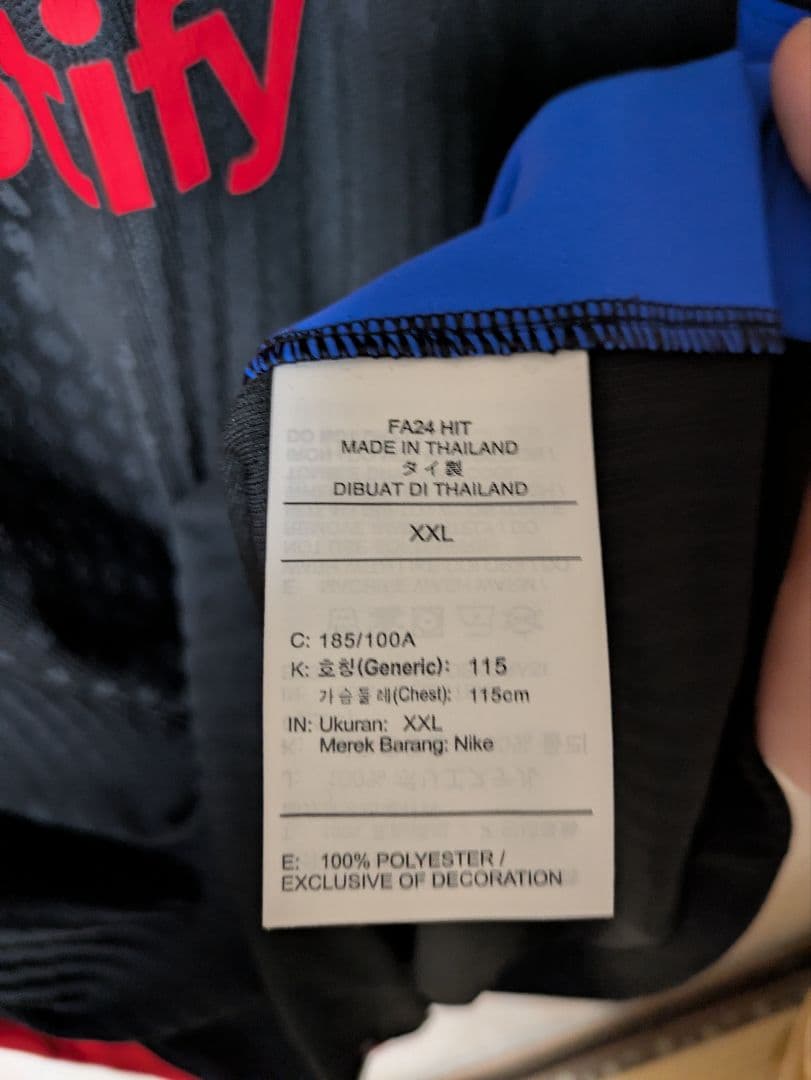 tify
FA24 HIT
MADE IN THAILAND
タイ製
DIBUAT DI THAILAND
XXL
C: 185/100A
K: 호칭(Generic): 115
가슴둘레(Chest): 115cm
IN: Ukuran: XXL
Merek Barang: Nike
E: 100% POLYESTER /
EXCLUSIVE OF DECORATION